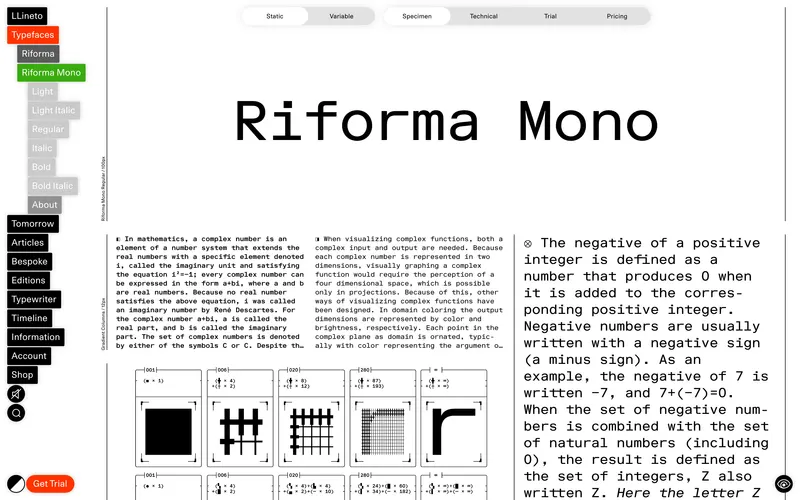 LLineto
Typefaces
Riforma
Riforma Mono
Light
Light Italic
Regular
Italic
Bold
Bold Italic
About
Tomorrow
Articles
Bespoke
Editions
Typewriter
Timeline
Information
Account
Shop
Get Trial
Static
Variable
Specimen
Technical
Trial
Pricing
Riforma Mono Regular / 100px
Riforma Mono
Gradient Columns / 12px
In mathematics, a complex number is an
element of a number system that extends the
real numbers with a specific element denoted
i, called the imaginary unit and satisfying
the equation i²=−1; every complex number can
be expressed in the form a+bi, where a and b
are real numbers. Because no real number
satisfies the above equation, i was called
an imaginary number by René Descartes. For
the complex number a+bi, a is called the
real part, and b is called the imaginary
part. The set of complex numbers is denoted
by either of the symbols C or C. Despite th…
When visualizing complex functions, both a
complex input and output are needed. Because
each complex number is represented in two
dimensions, visually graphing a complex
function would require the perception of a
four dimensional space, which is possible
only in projections. Because of this, other
ways of visualizing complex functions have
been designed. In domain coloring the output
dimensions are represented by color and
brightness, respectively. Each point in the
complex plane as domain is ornated, typic-
ally with color representing the argument o…
⊗ The negative of a positive
integer is defined as a
number that produces 0 when
it is added to the corres-
ponding positive integer.
Negative numbers are usually
written with a negative sign
(a minus sign). As an
example, the negative of 7 is
written −7, and 7+(−7)=0.
When the set of negative num-
bers is combined with the set
of natural numbers (including
0), the result is defined as
the set of integers, Z also
written Z. Here the letter Z
(001)
(006)
(020)
(280)
(∞)
(001)
(006)
(020)
(280)
(∞)